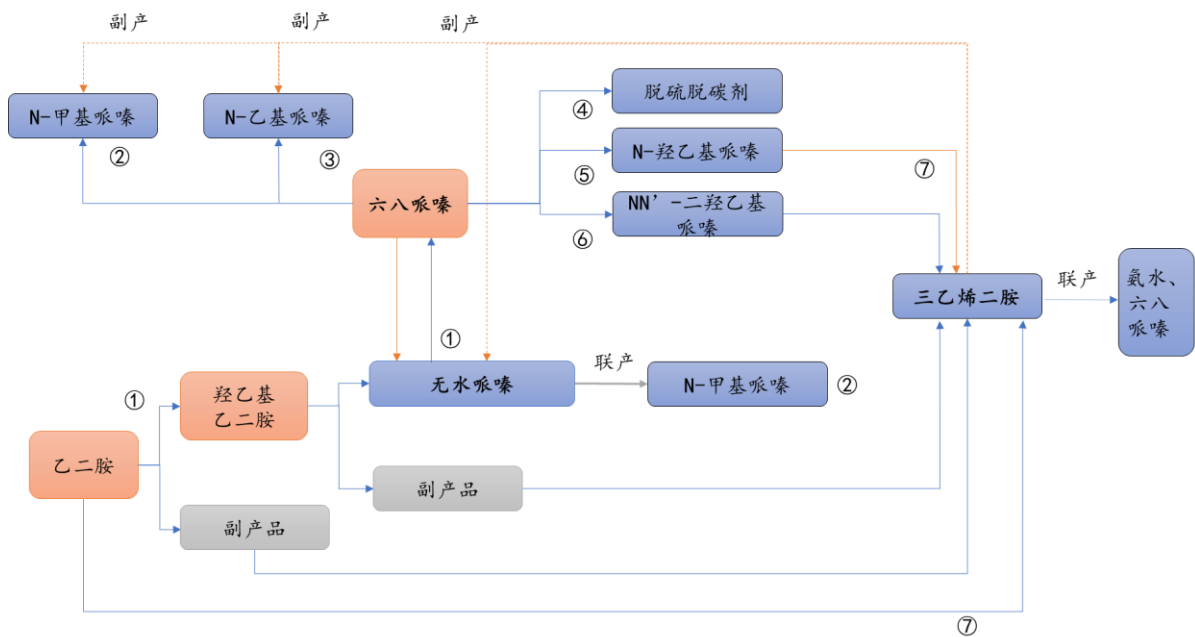 副产
副产
副产
N-甲基哌嗪
②
N-乙基哌嗪
③
六八哌嗪
④
脱硫脱碳剂
⑤
N-羟乙基哌嗪
⑦
⑥
NN’-二羟乙基
哌嗪
三乙烯二胺
联产
氨水、
六八
哌嗪
①
无水哌嗪
联产
N-甲基哌嗪
②
①
羟乙基
乙二胺
乙二胺
副产品
副产品
⑦